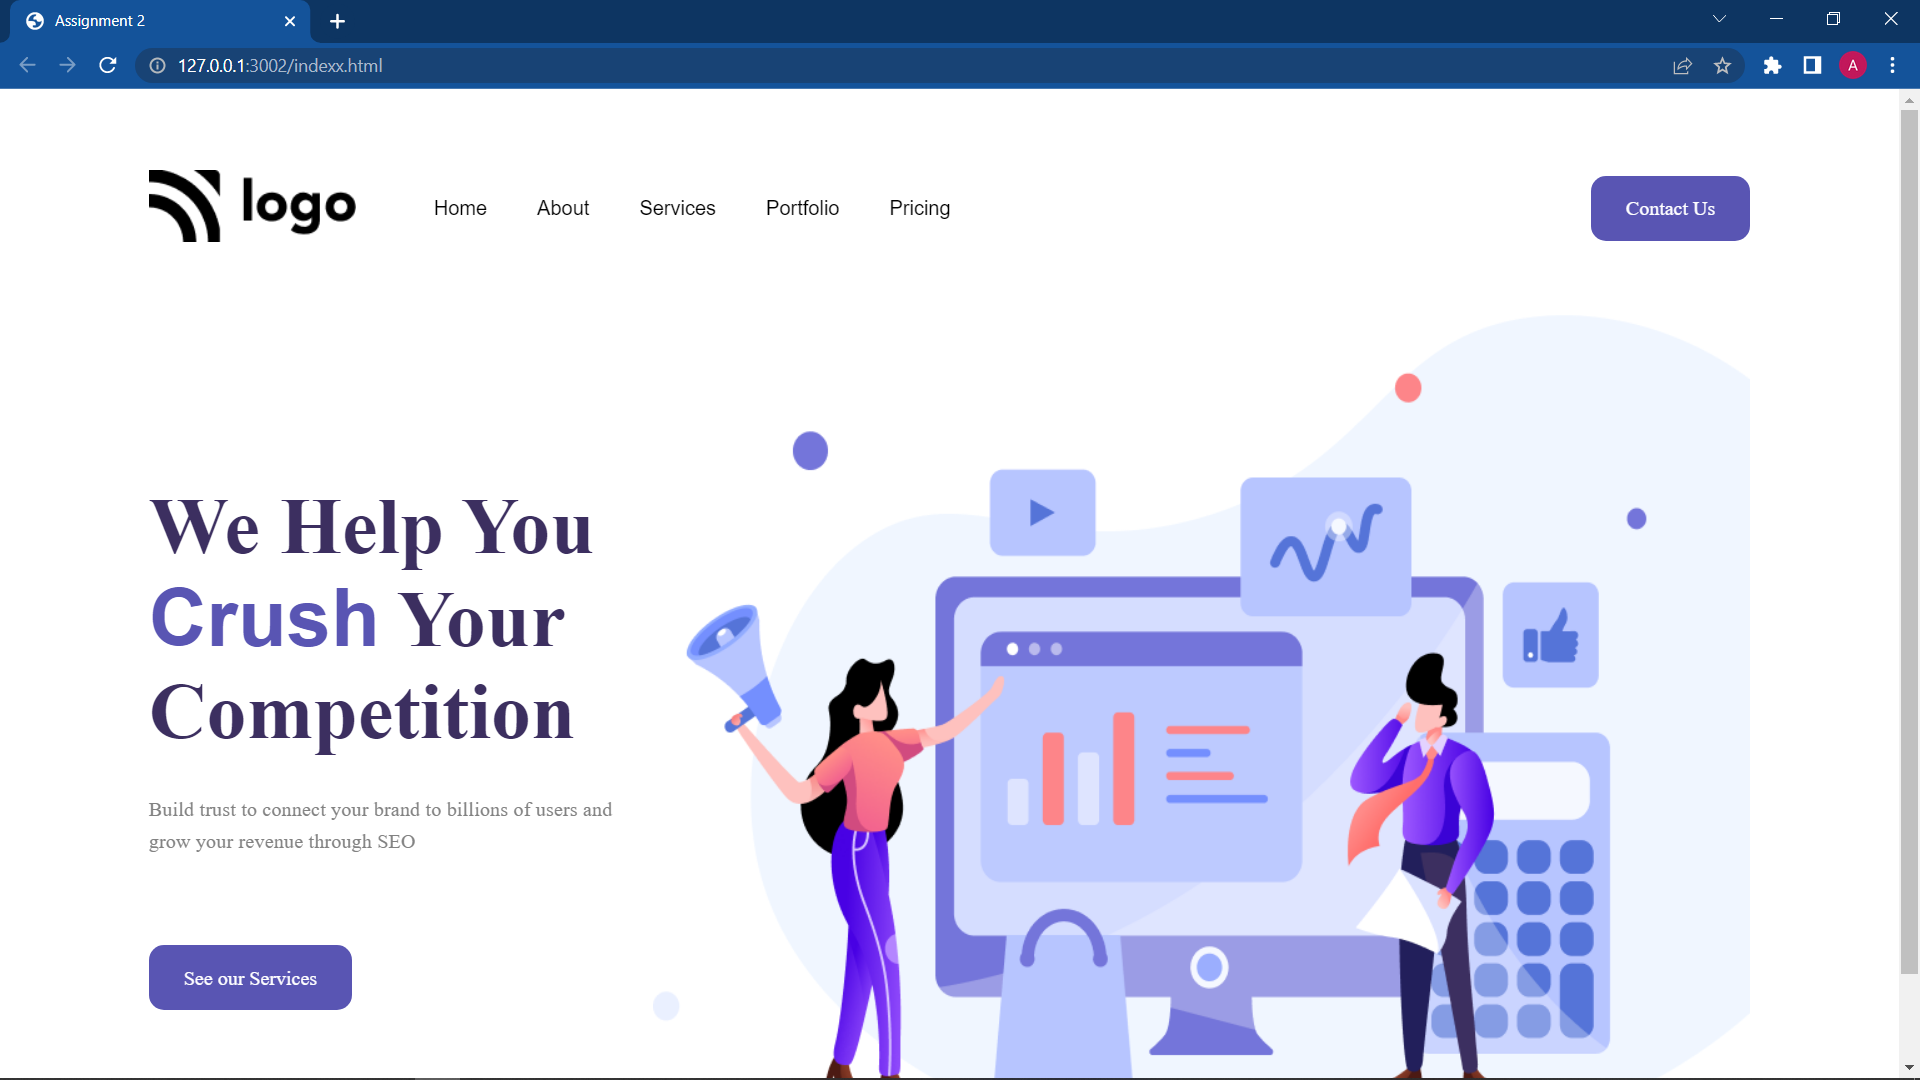 Assignment 2
127.0.0.1:3002/indexx.html
A
logo
Home About Services Portfolio Pricing
Contact Us
We Help You
Crush Your
Competition
Build trust to connect your brand to billions of users and
grow your revenue through SEO
See our Services